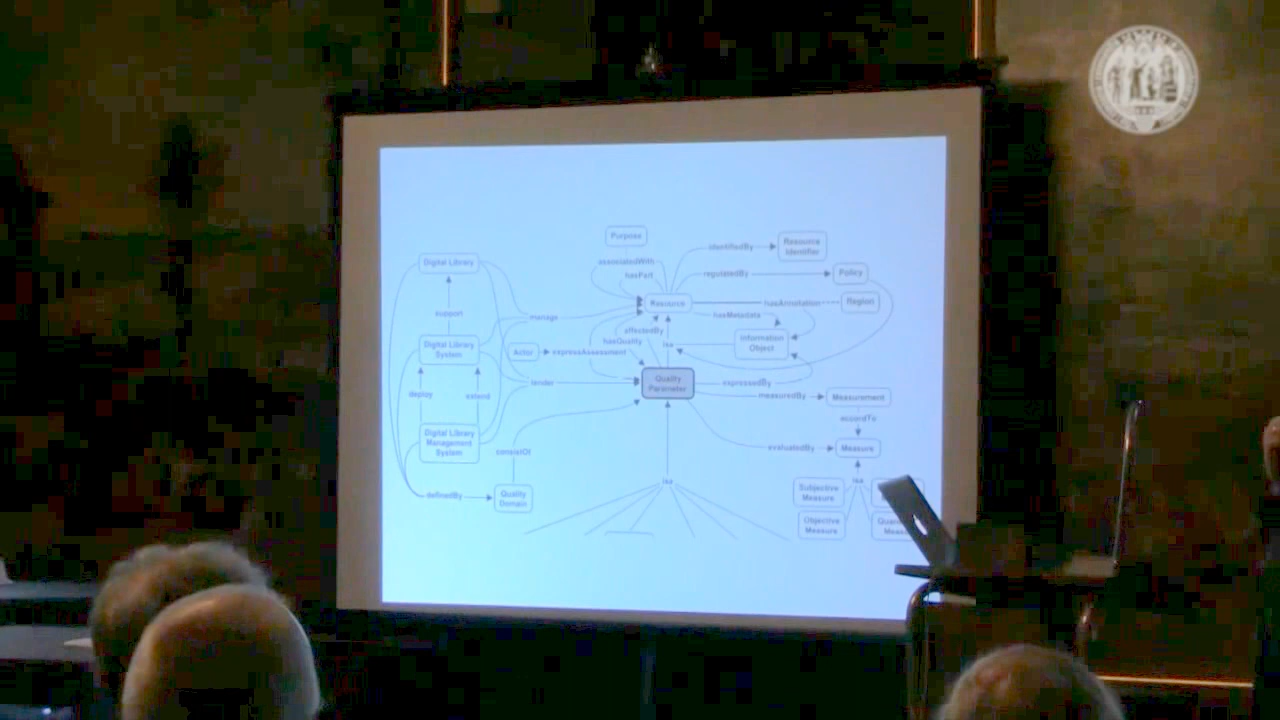 Purpose
identifiedBy
Resource
Identifier
Digital Library
associatedWith
hasPart
regulatedBy
Policy
Resource
hasAnnotation
Region
support
manage
hasMetadata
affectedBy
hasQuality
isa
Information
Object
Digital Library
System
Actor
expressAssessment
Quality
Parameter
tender
expressedBy
deploy
extend
measuredBy
Measurement
accordTo
Digital Library
Management
System
consistOf
evaluatedBy
Measure
isa
isa
definedBy
Quality
Domain
Subjective
Measure
Objective
Measure